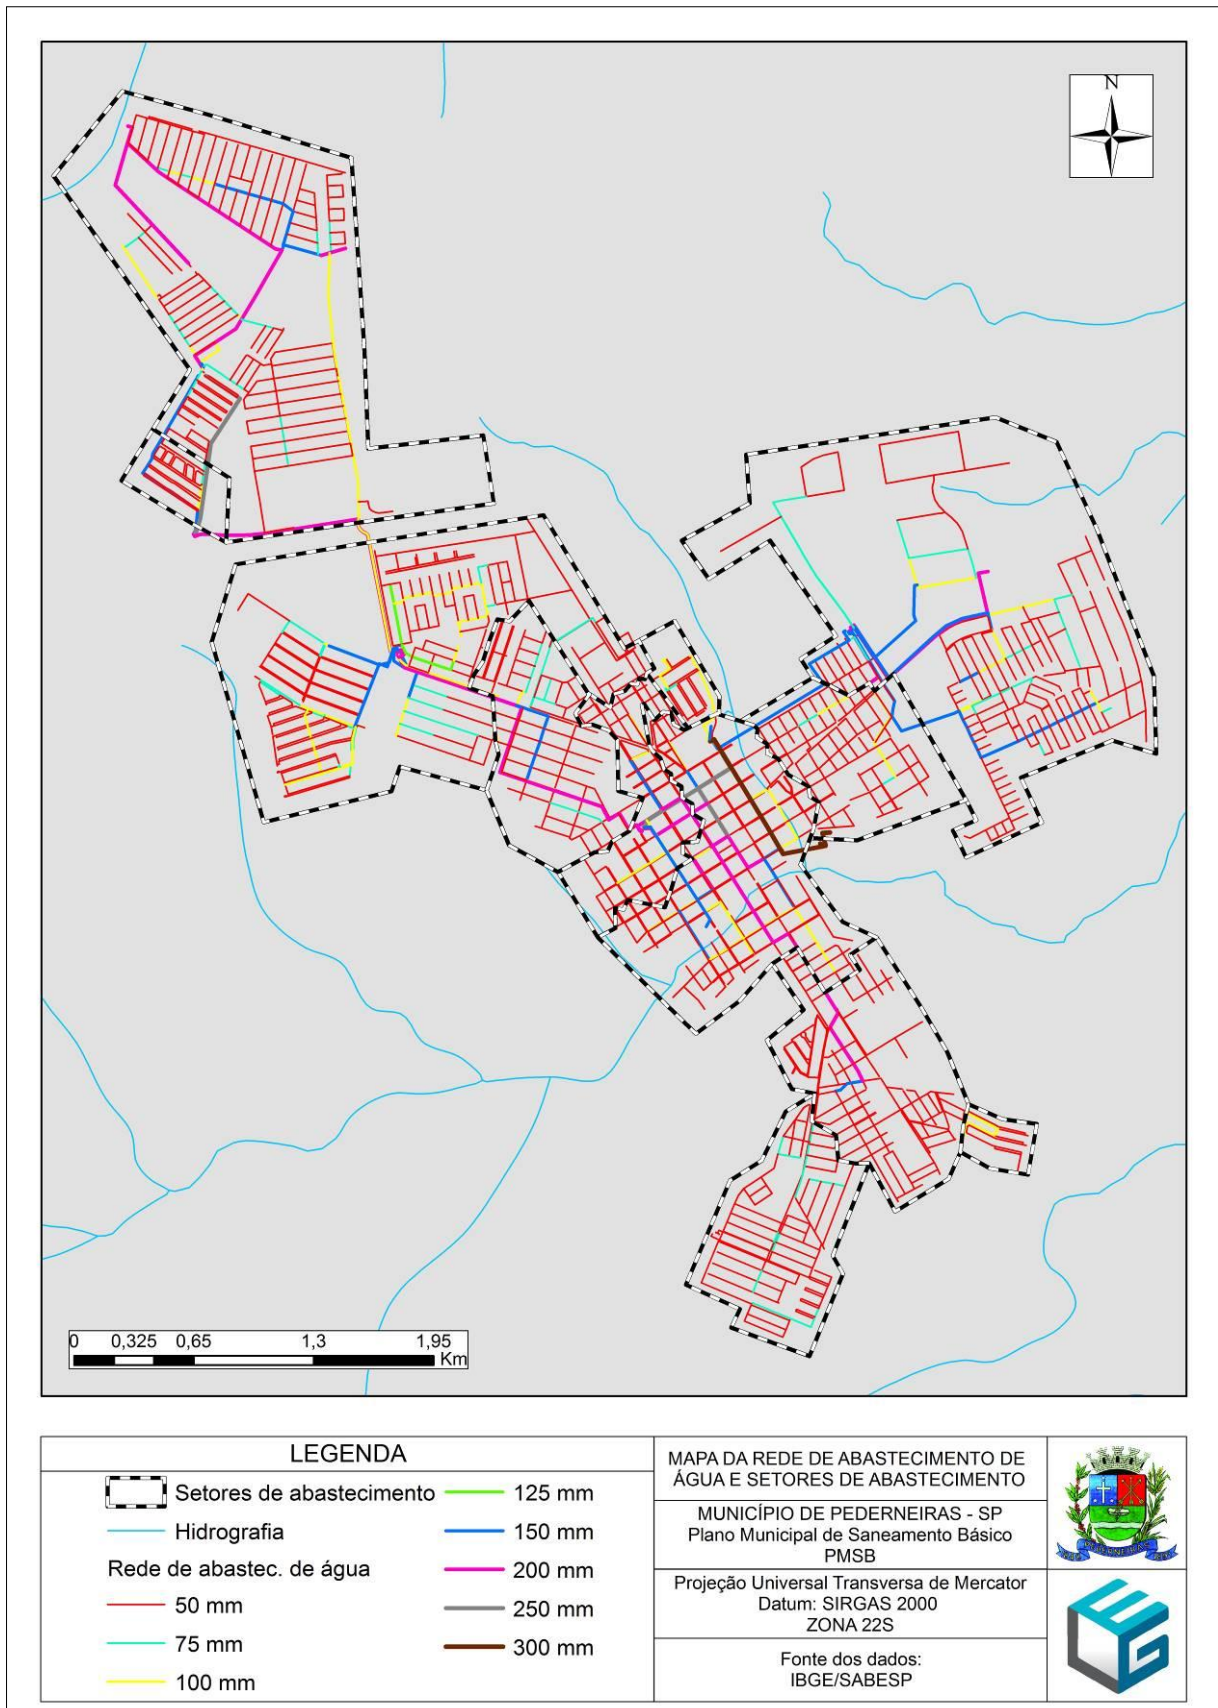 N
0 0,325 0,65 1,3 1,95
Km
LEGENDA
Setores de abastecimento
Hidrografia
Rede de abastec. de água
50 mm
75 mm
100 mm
125 mm
150 mm
200 mm
250 mm
300 mm
MAPA DA REDE DE ABASTECIMENTO DE
ÁGUA E SETORES DE ABASTECIMENTO
MUNICÍPIO DE PEDERNEIRAS - SP
Plano Municipal de Saneamento Básico
PMSB
Projeção Universal Transversa de Mercator
Datum: SIRGAS 2000
ZONA 22S
Fonte dos dados:
IBGE/SABESP
PEDERNEIRAS